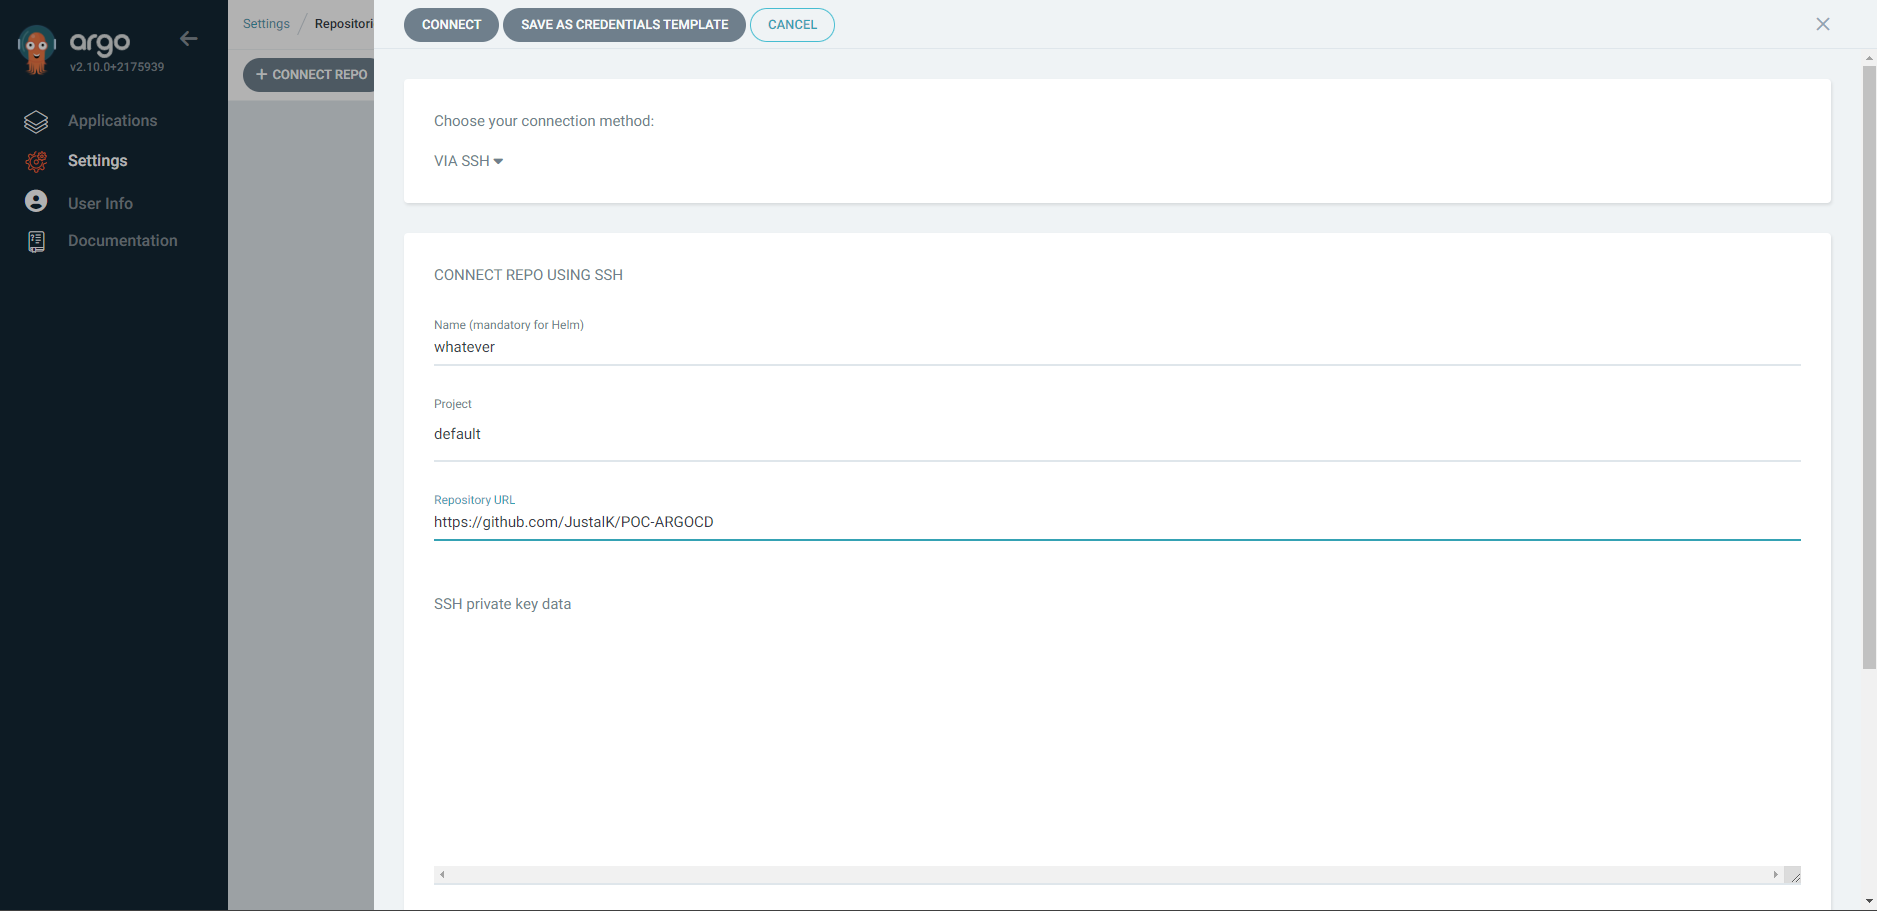 argo
v2.10.0+2175939
Applications
Settings
User Info
Documentation
Settings / Repositori
+ CONNECT REPO
CONNECT
SAVE AS CREDENTIALS TEMPLATE
CANCEL
Choose your connection method:
VIA SSH
CONNECT REPO USING SSH
Name (mandatory for Helm)
whatever
Project
default
Repository URL
https://github.com/JustalK/POC-ARGOCD
SSH private key data